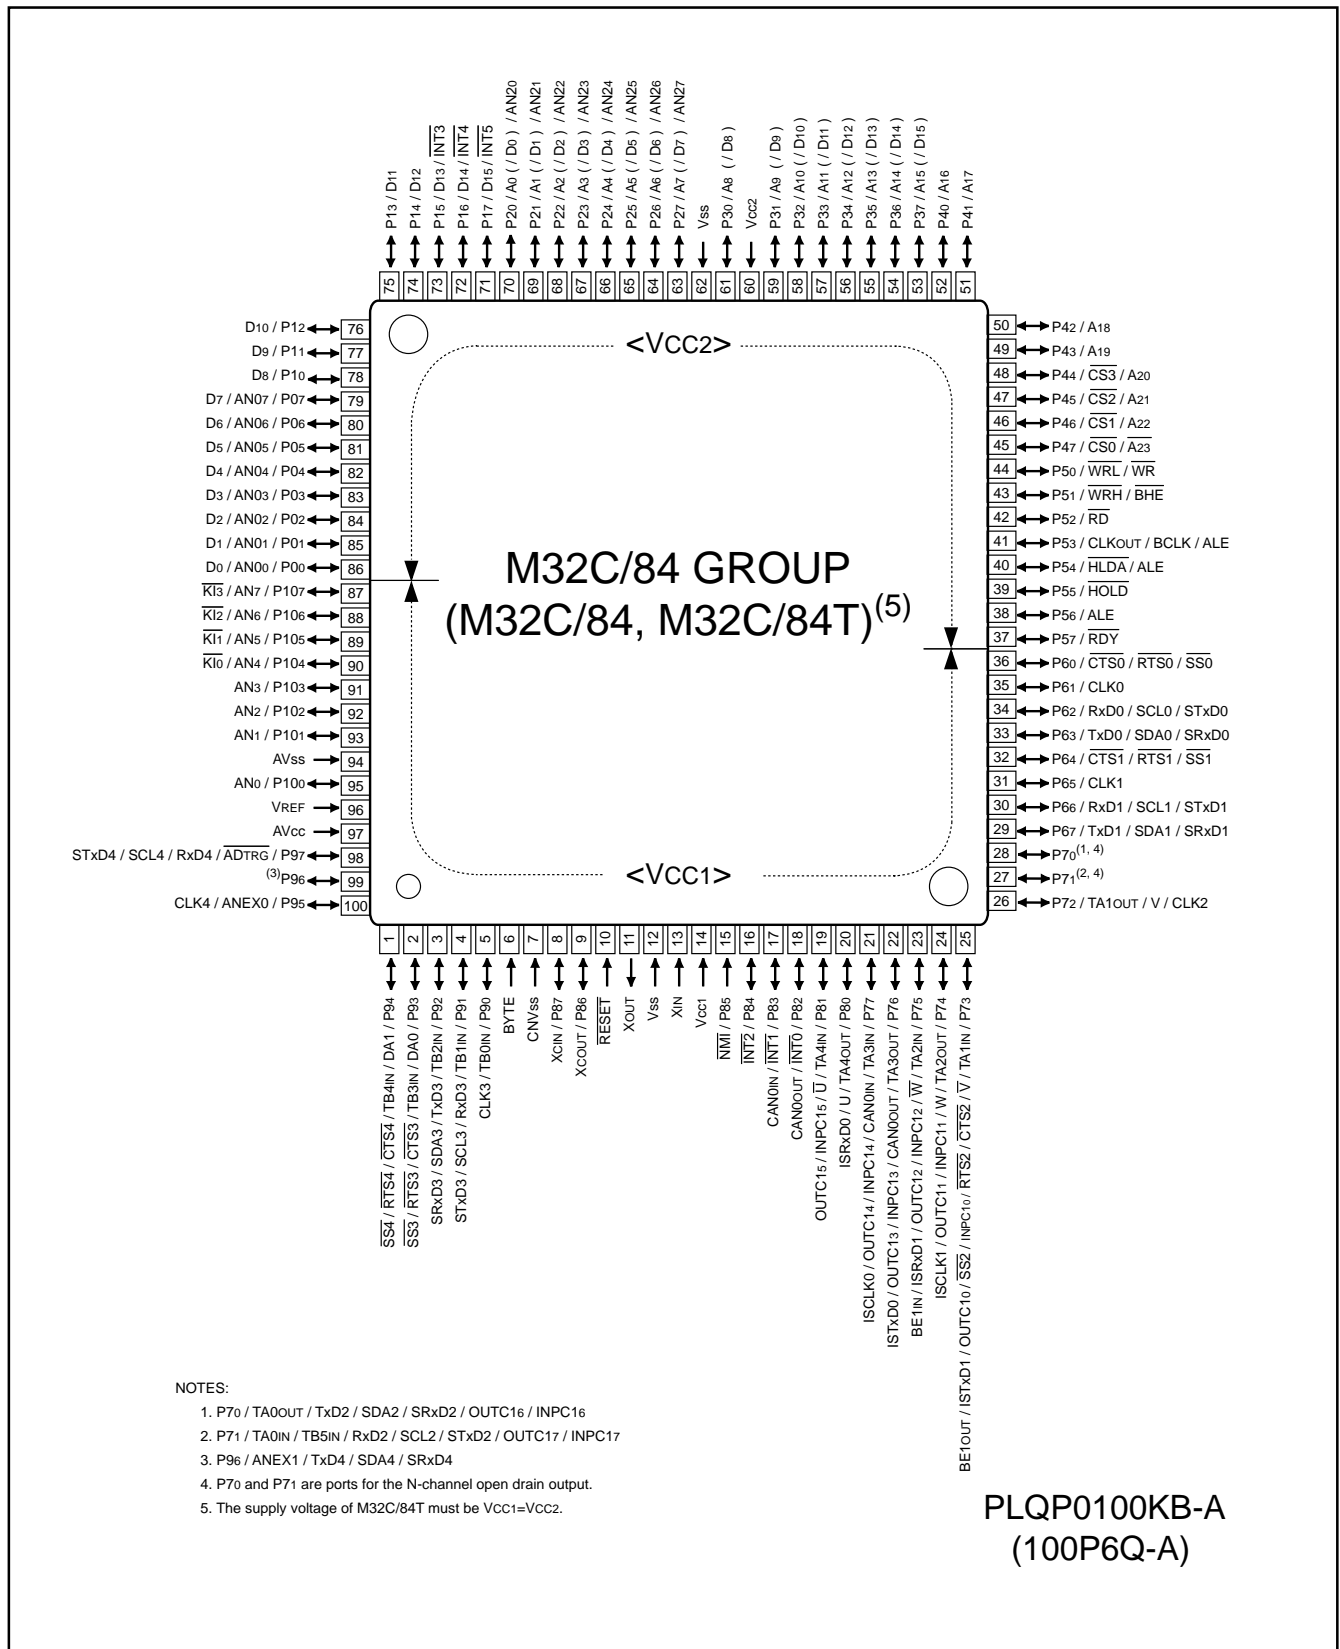 P13 / D11
P14 / D12
P15 / D13 / INT3
P16 / D14 / INT4
P17 / D15 / INT5
P20 / A0 ( / D0 ) / AN20
P21 / A1 ( / D1 ) / AN21
P22 / A2 ( / D2 ) / AN22
P23 / A3 ( / D3 ) / AN23
P24 / A4 ( / D4 ) / AN24
P25 / A5 ( / D5 ) / AN25
P26 / A6 ( / D6 ) / AN26
P27 / A7 ( / D7 ) / AN27
Vss
P30 / A8 ( / D8 )
Vcc2
P31 / A9 ( / D9 )
P32 / A10 ( / D10 )
P33 / A11 ( / D11 )
P34 / A12 ( / D12 )
P35 / A13 ( / D13 )
P36 / A14 ( / D14 )
P37 / A15 ( / D15 )
P40 / A16
P41 / A17
75 74 73 72 71 70 69 68 67 66 65 64 63 62 61 60 59 58 57 56 55 54 53 52 51
D10 / P12 76
D9 / P11 77
D8 / P10 78
D7 / AN07 / P07 79
D6 / AN06 / P06 80
D5 / AN05 / P05 81
D4 / AN04 / P04 82
D3 / AN03 / P03 83
D2 / AN02 / P02 84
D1 / AN01 / P01 85
D0 / AN00 / P00 86
KI3 / AN7 / P107 87
KI2 / AN6 / P106 88
KI1 / AN5 / P105 89
KI0 / AN4 / P104 90
AN3 / P103 91
AN2 / P102 92
AN1 / P101 93
AVss 94
AN0 / P100 95
VREF 96
AVcc 97
STxD4 / SCL4 / RxD4 / ADTRG / P97 98
(3)P96 99
CLK4 / ANEX0 / P95 100
<VCC2>
M32C/84 GROUP
(M32C/84, M32C/84T)(5)
<VCC1>
50 P42 / A18
49 P43 / A19
48 P44 / CS3 / A20
47 P45 / CS2 / A21
46 P46 / CS1 / A22
45 P47 / CS0 / A23
44 P50 / WRL / WR
43 P51 / WRH / BHE
42 P52 / RD
41 P53 / CLKOUT / BCLK / ALE
40 P54 / HLDA / ALE
39 P55 / HOLD
38 P56 / ALE
37 P57 / RDY
36 P60 / CTS0 / RTS0 / SS0
35 P61 / CLK0
34 P62 / RxD0 / SCL0 / STxD0
33 P63 / TxD0 / SDA0 / SRxD0
32 P64 / CTS1 / RTS1 / SS1
31 P65 / CLK1
30 P66 / RxD1 / SCL1 / STxD1
29 P67 / TxD1 / SDA1 / SRxD1
28 P70(1, 4)
27 P71(2, 4)
26 P72 / TA1OUT / V / CLK2
1 2 3 4 5 6 7 8 9 10 11 12 13 14 15 16 17 18 19 20 21 22 23 24 25
SS4 / RTS4 / CTS4 / TB4IN / DA1 / P94
SS3 / RTS3 / CTS3 / TB3IN / DA0 / P93
SRxD3 / SDA3 / TxD3 / TB2IN / P92
STxD3 / SCL3 / RxD3 / TB1IN / P91
CLK3 / TB0IN / P90
BYTE
CNVss
XCIN / P87
XCOUT / P86
RESET
XOUT
Vss
XIN
Vcc1
NMI / P85
INT2 / P84
CAN0IN / INT1 / P83
CAN0OUT / INT0 / P82
OUTC15 / INPC15 / U / TA4IN / P81
ISRxD0 / U / TA4OUT / P80
ISCLK0 / OUTC14 / INPC14 / CAN0IN / TA3IN / P77
ISTxD0 / OUTC13 / INPC13 / CAN0OUT / TA3OUT / P76
BE1IN / ISRxD1 / OUTC12 / INPC12 / W / TA2IN / P75
ISCLK1 / OUTC11 / INPC11 / W / TA2OUT / P74
BE1OUT / ISTxD1 / OUTC10 / SS2 / INPC10 / RTS2 / CTS2 / V / TA1IN / P73
NOTES:
1. P70 / TA0OUT / TxD2 / SDA2 / SRxD2 / OUTC16 / INPC16
2. P71 / TA0IN / TB5IN / RxD2 / SCL2 / STxD2 / OUTC17 / INPC17
3. P96 / ANEX1 / TxD4 / SDA4 / SRxD4
4. P70 and P71 are ports for the N-channel open drain output.
5. The supply voltage of M32C/84T must be VCC1=VCC2.
PLQP0100KB-A
(100P6Q-A)